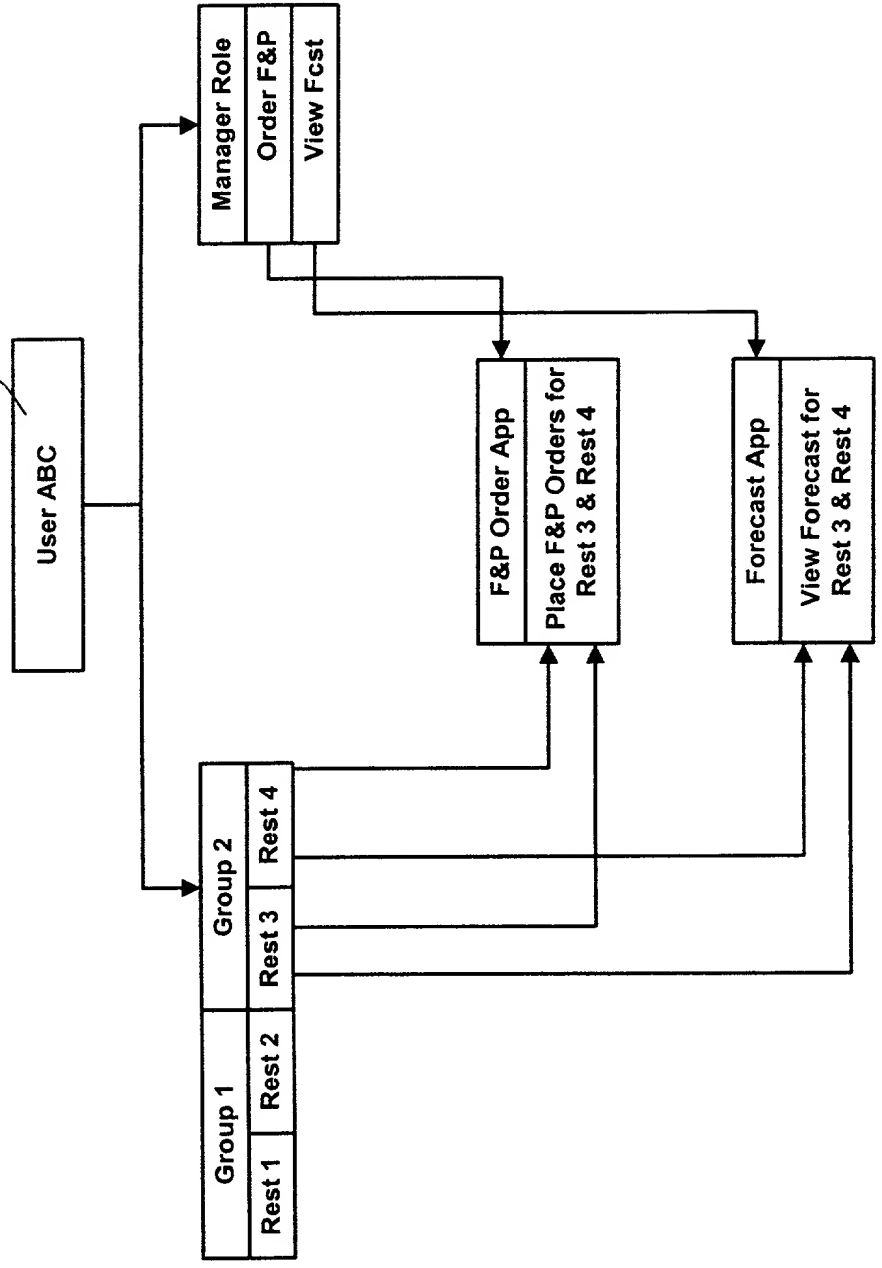 User ABC
Group 1
Group 2
Rest 1
Rest 2
Rest 3
Rest 4
Manager Role
Order F&P
View Fcst
F&P Order App
Place F&P Orders for
Rest 3 & Rest 4
Forecast App
View Forecast for
Rest 3 & Rest 4